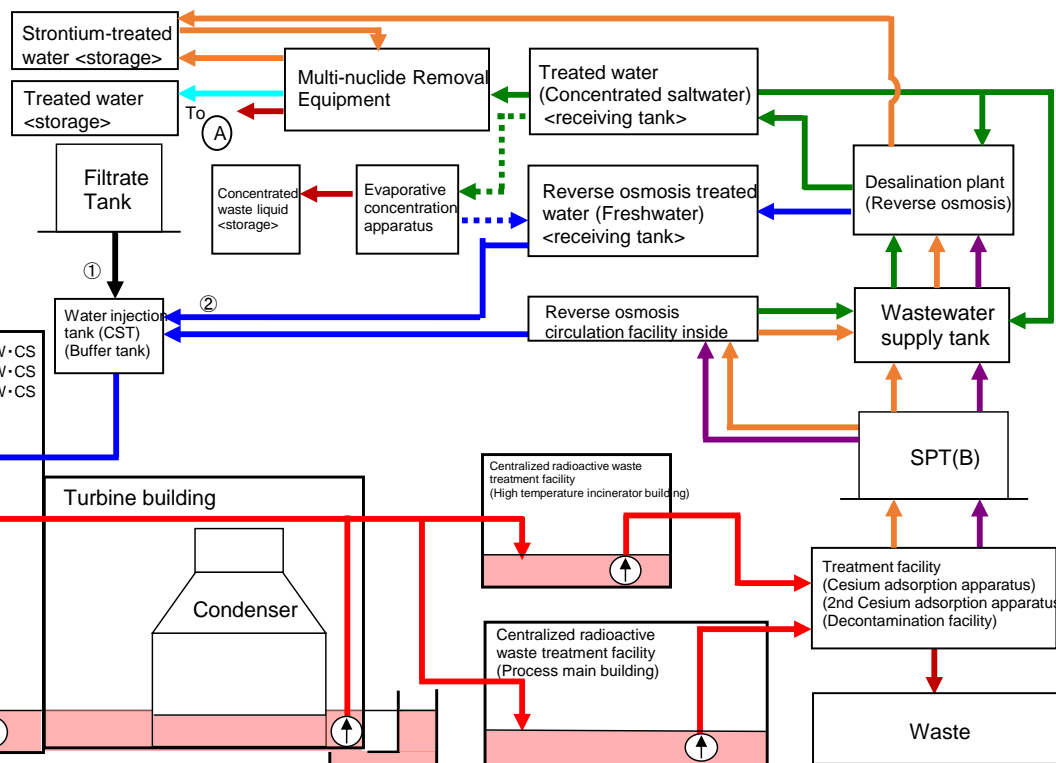 Strontium-treated
water <storage>
Treated water
<storage>
To
A
Multi-nuclide Removal
Equipment
Treated water
(Concentrated saltwater)
<receiving tank>
Filtrate
Tank
Concentrated
waste liquid
<storage>
Evaporative
concentration
apparatus
Reverse osmosis treated
water (Freshwater)
<receiving tank>
Desalination plant
(Reverse osmosis)
①
②
Water injection
tank (CST)
(Buffer tank)
Reverse osmosis
circulation facility inside
Wastewater
supply tank
W・CS
W・CS
W・CS
SPT(B)
Turbine building
Condenser
Centralized radioactive waste
treatment facility
(High temperature incinerator building)
Centralized radioactive
waste treatment facility
(Process main building)
Treatment facility
(Cesium adsorption apparatus)
(2nd Cesium adsorption apparatus
(Decontamination facility)
Waste